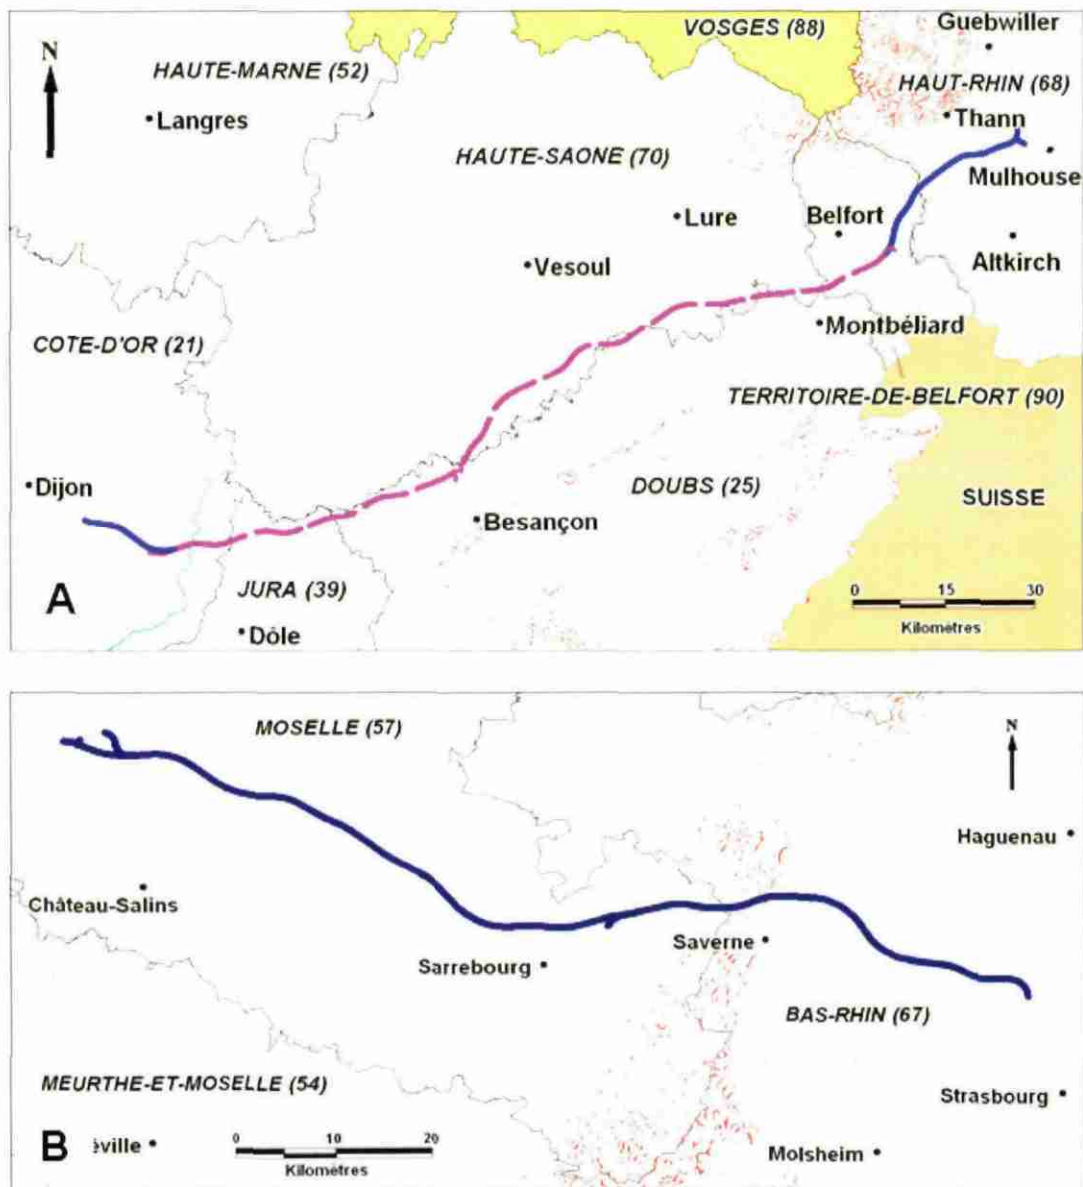 N
HAUTE-MARNE (52)
Langres
VOSGES (88)
Guebwiller
HAUT-RHIN (68)
Thann
HAUTE-SAONE (70)
Mulhouse
Lure
Belfort
Vesoul
Altkirch
COTE-D'OR (21)
Montbéliard
TERRITOIRE-DE-BELFORT (90)
Dijon
DOUBS (25)
SUISSE
Besançon
A
JURA (39)
0 15 30
Kilomètres
Dôle
MOSELLE (57)
N
Haguenau
Château-Salins
Saverne
Sarrebourg
BAS-RHIN (67)
MEURTHE-ET-MOSELLE (54)
Strasbourg
B
éville
0 10 20
Kilomètres
Molsheim